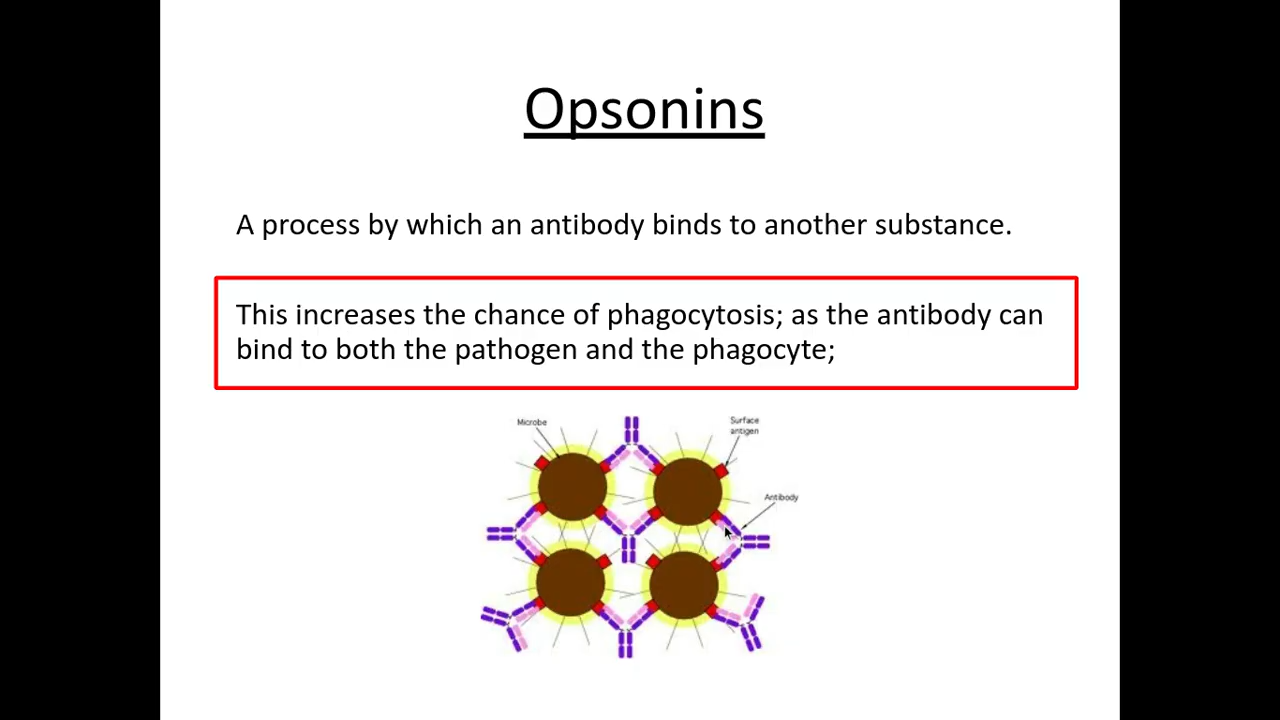 Opsonins
A process by which an antibody binds to another substance.
This increases the chance of phagocytosis; as the antibody can
bind to both the pathogen and the phagocyte;
Microbe
Surface
antigen
Antibody